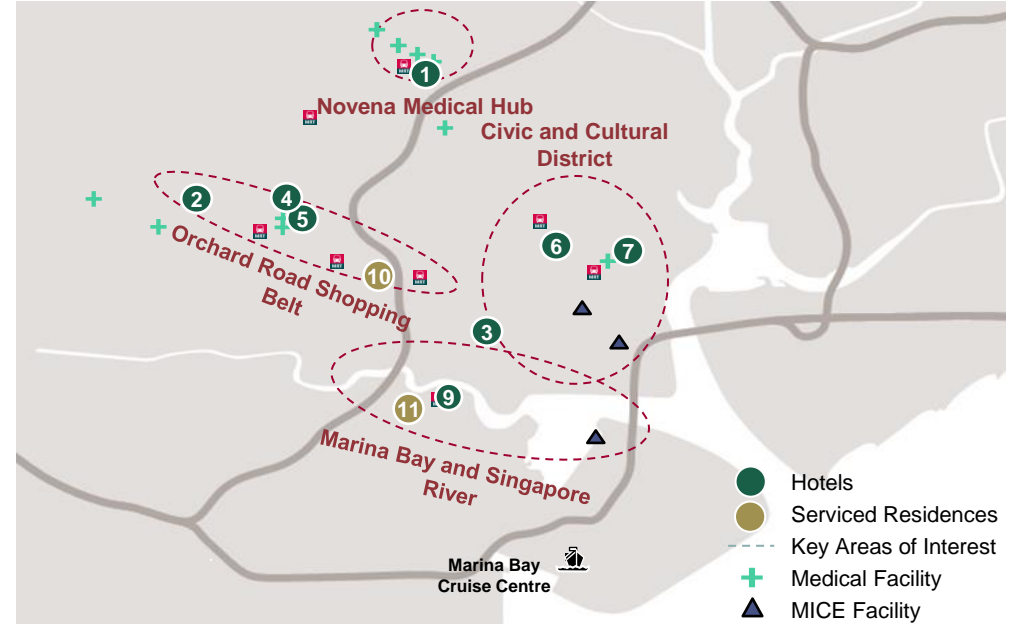 1
Novena Medical Hub
Civic and Cultural
District
2
4
5
6
7
Orchard Road Shopping
Belt
10
3
11
9
Marina Bay and Singapore
River
Marina Bay
Cruise Centre
Hotels
Serviced Residences
Key Areas of Interest
Medical Facility
MICE Facility